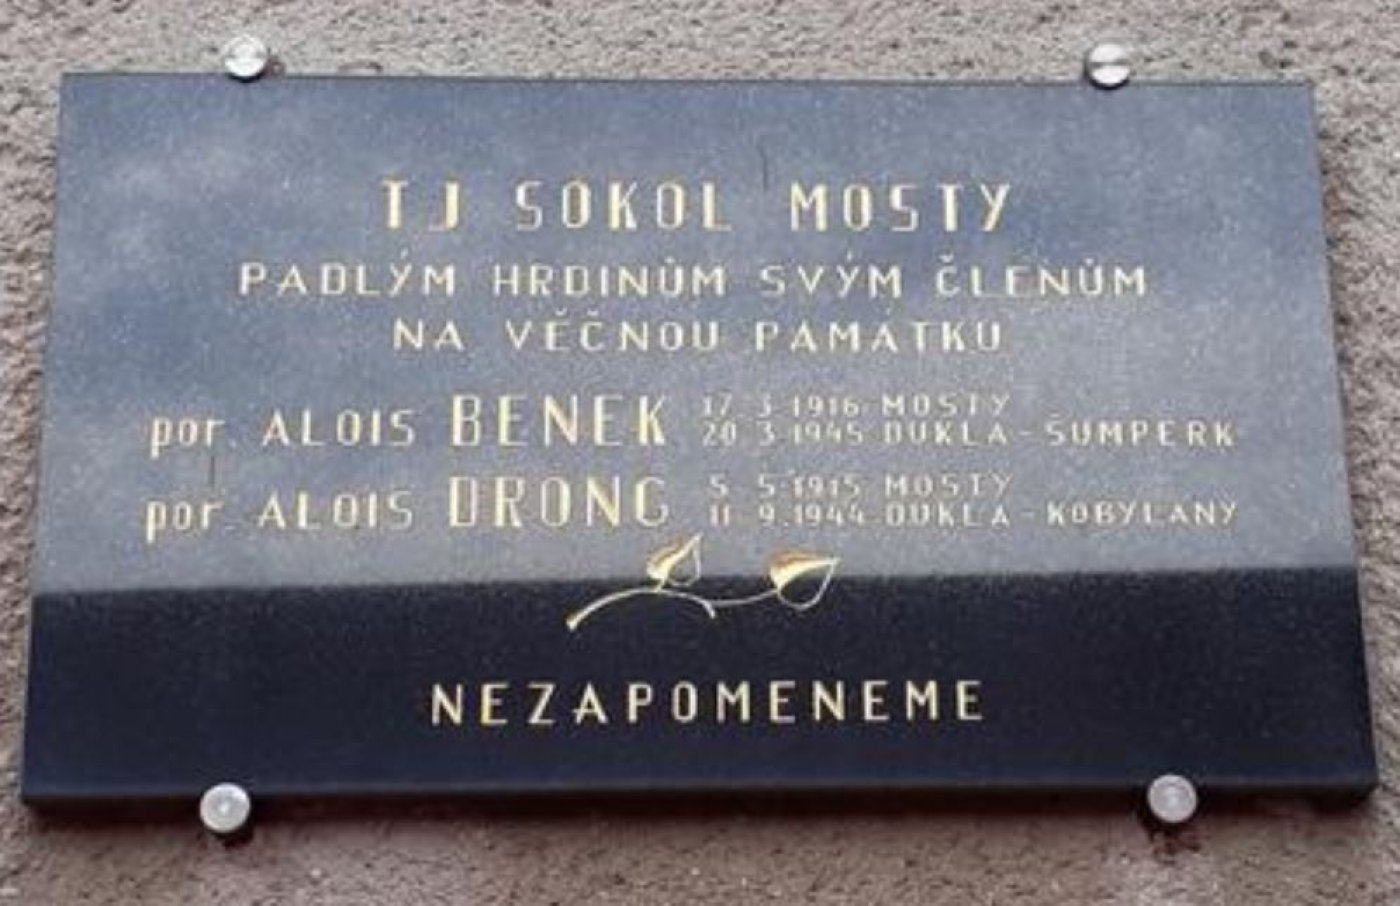 TJ SOKOL MOSTY
PADLÝM HRDINŮM SVÝM ČLENŮM
NA VĚČNOU PAMÁTKU
por. ALOIS BENEK 17. 3. 1916 MOSTY
20. 3. 1945 DUKLA - ŠUMPERK
por. ALOIS DRONG 5. 5. 1915 MOSTY
11. 9. 1944 DUKLA - KOBYLANY
NEZAPOMENEME